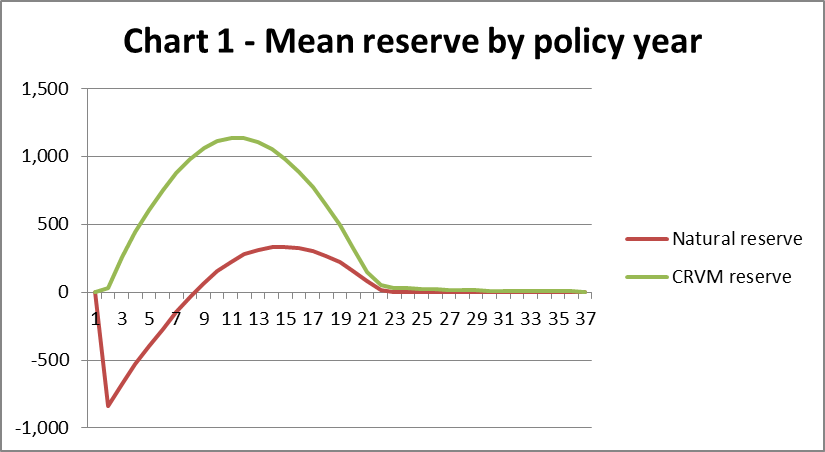 Chart 1 - Mean reserve by policy year
1,500
1,000
500
0
-500
-1,000
1 3 5 7 9 11 13 15 17 19 21 23 25 27 29 31 33 35 37
Natural reserve
CRVM reserve